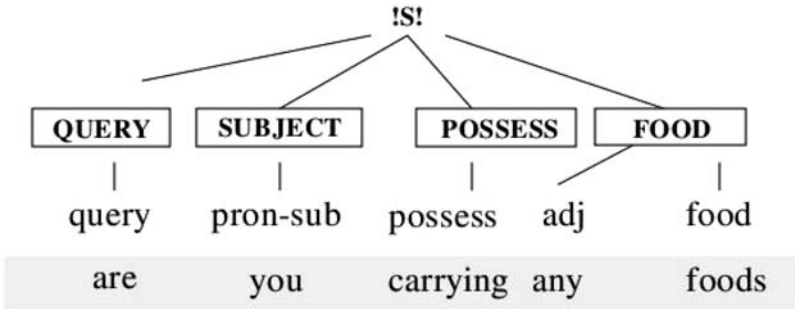 !S!
QUERY SUBJECT POSSESS FOOD
query pron-sub possess adj food
are you carrying any foods